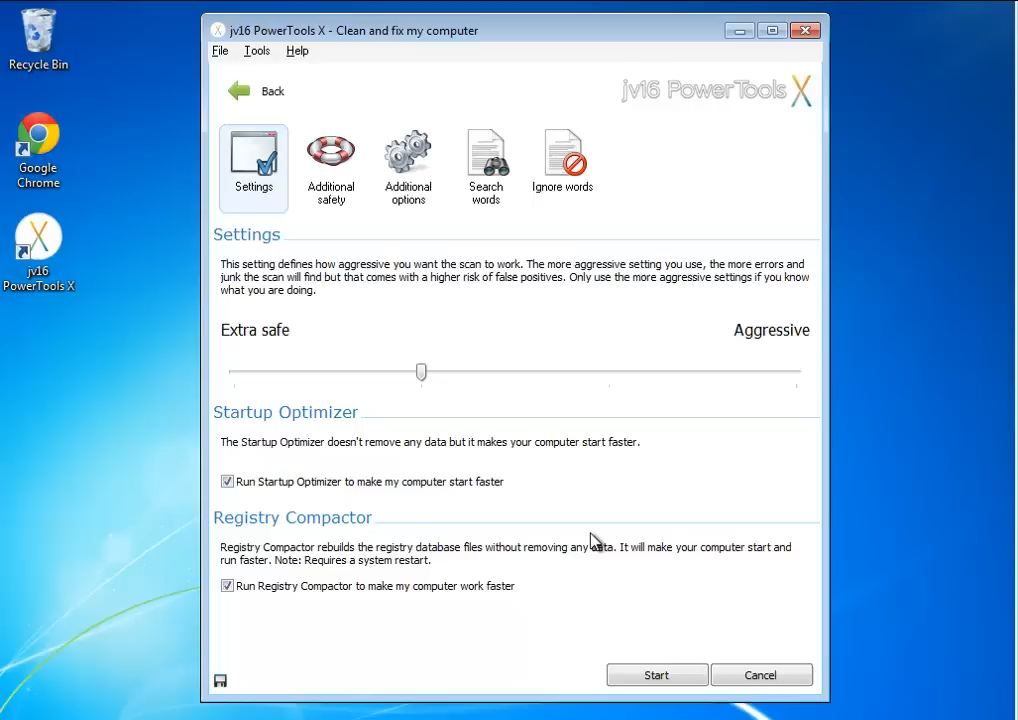 Recycle Bin
Google
Chrome
jv16
PowerTools X
jv16 PowerTools X - Clean and fix my computer
File Tools Help
Back
jv16 PowerTools X
Settings
Additional
safety
Additional
options
Search
words
Ignore words
Settings
This setting defines how aggressive you want the scan to work. The more aggressive setting you use, the more errors and
junk the scan will find but that comes with a higher risk of false positives. Only use the more aggressive settings if you know
what you are doing.
Extra safe
Aggressive
Startup Optimizer
The Startup Optimizer doesn't remove any data but it makes your computer start faster.
Run Startup Optimizer to make my computer start faster
Registry Compactor
Registry Compactor rebuilds the registry database files without removing any data. It will make your computer start and
run faster. Note: Requires a system restart.
Run Registry Compactor to make my computer work faster
Start
Cancel